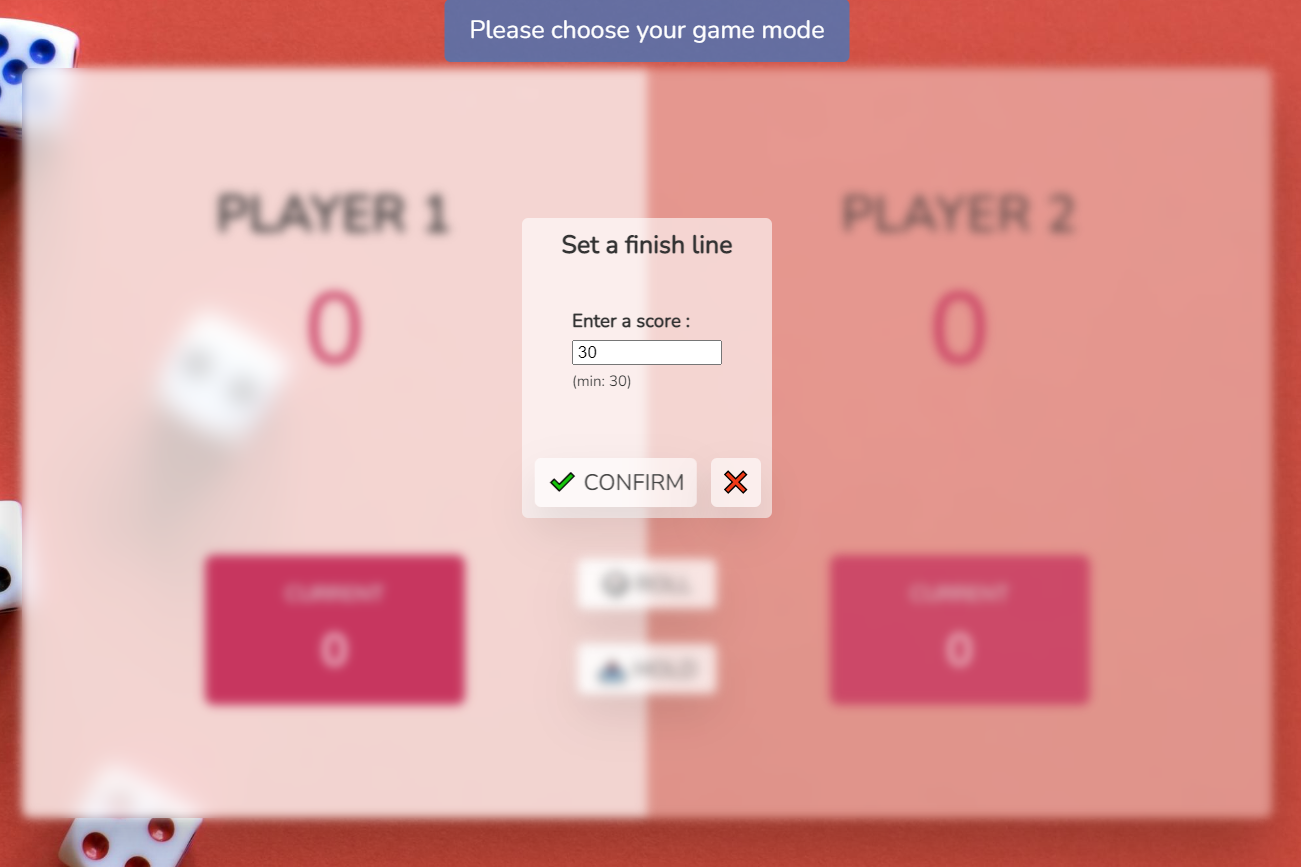 Please choose your game mode
PLAYER 1
PLAYER 2
0
0
Set a finish line
Enter a score :
30
(min: 30)
CONFIRM
CURRENT
0
CURRENT
0
ROLL
HOLD